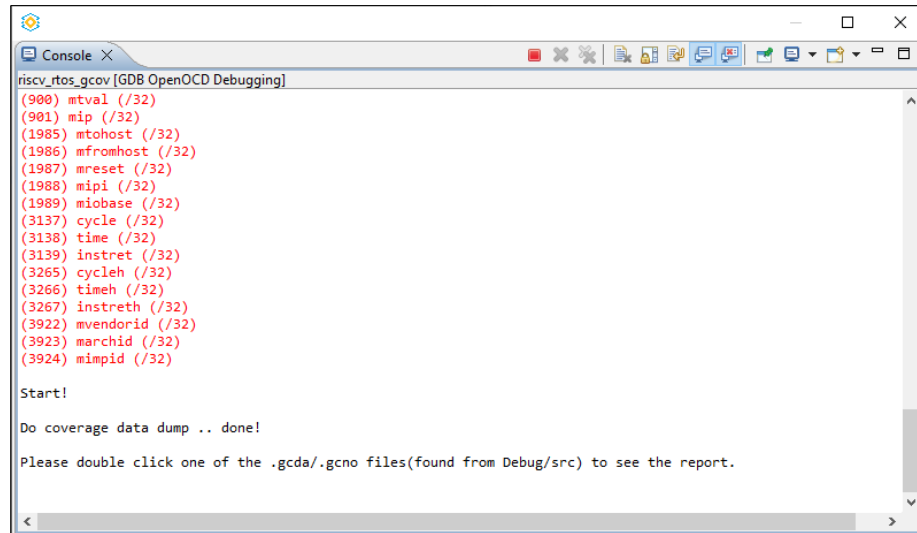 Console
riscv_rtos_gcov [GDB OpenOCD Debugging]
(900) mtval (/32)
(901) mip (/32)
(1985) mtohost (/32)
(1986) mfromhost (/32)
(1987) mreset (/32)
(1988) mipi (/32)
(1989) miobase (/32)
(3137) cycle (/32)
(3138) time (/32)
(3139) instret (/32)
(3265) cycleh (/32)
(3266) timeh (/32)
(3267) instreth (/32)
(3922) mvendorid (/32)
(3923) marchid (/32)
(3924) mimpid (/32)
Start!
Do coverage data dump .. done!
Please double click one of the .gcda/.gcno files(found from Debug/src) to see the report.